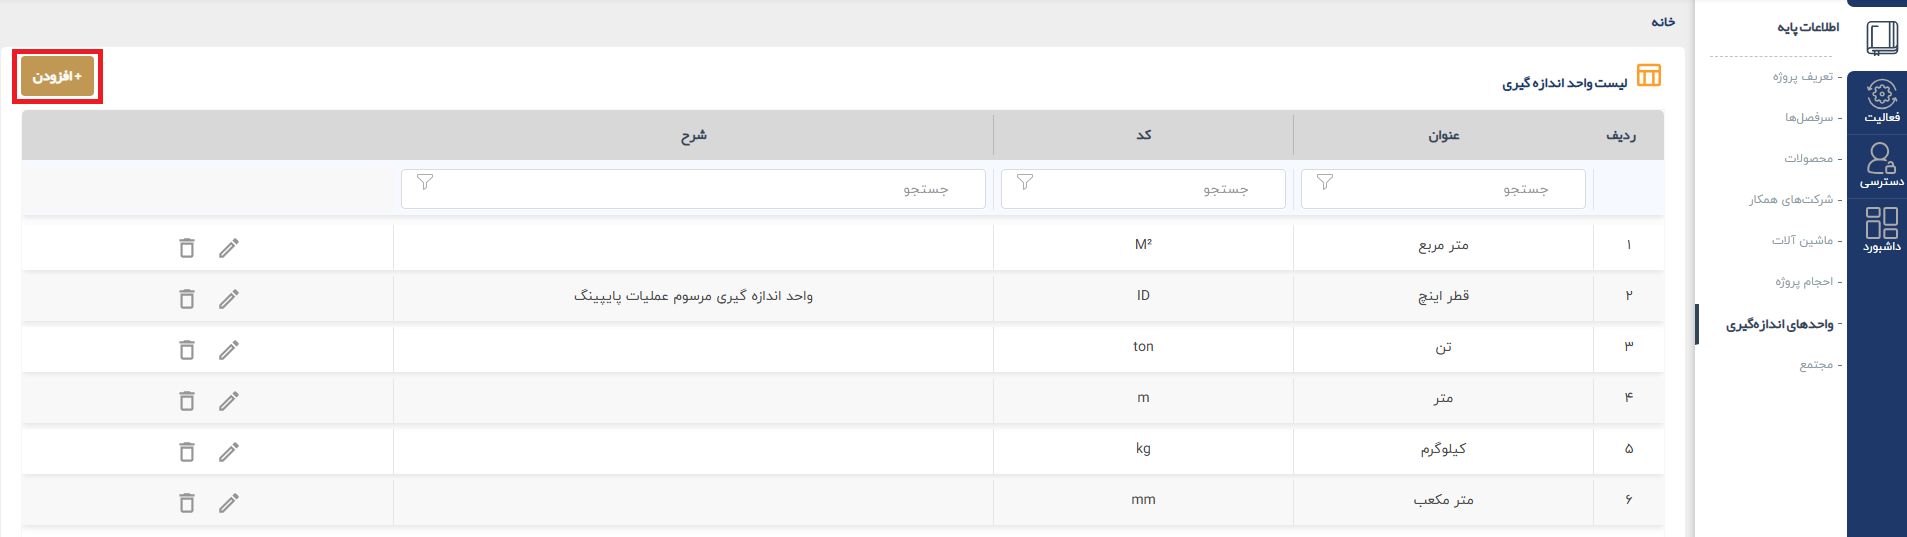 اطلاعات پایه
- تعریف پروژه
- سرفصل‌ها
- محصولات
- شرکت‌های همکار
- ماشین آلات
- احجام پروژه
- واحدهای اندازه‌گیری
- مجتمع
فعالیت
دسترسی
داشبورد
خانه
لیست واحد اندازه گیری
+ افزودن
ردیف عنوان کد شرح
جستجو جستجو جستجو
۱ متر مربع M²
۲ قطر اینچ ID واحد اندازه گیری مرسوم عملیات پایپینگ
۳ تن ton
۴ متر m
۵ کیلوگرم kg
۶ متر مکعب mm